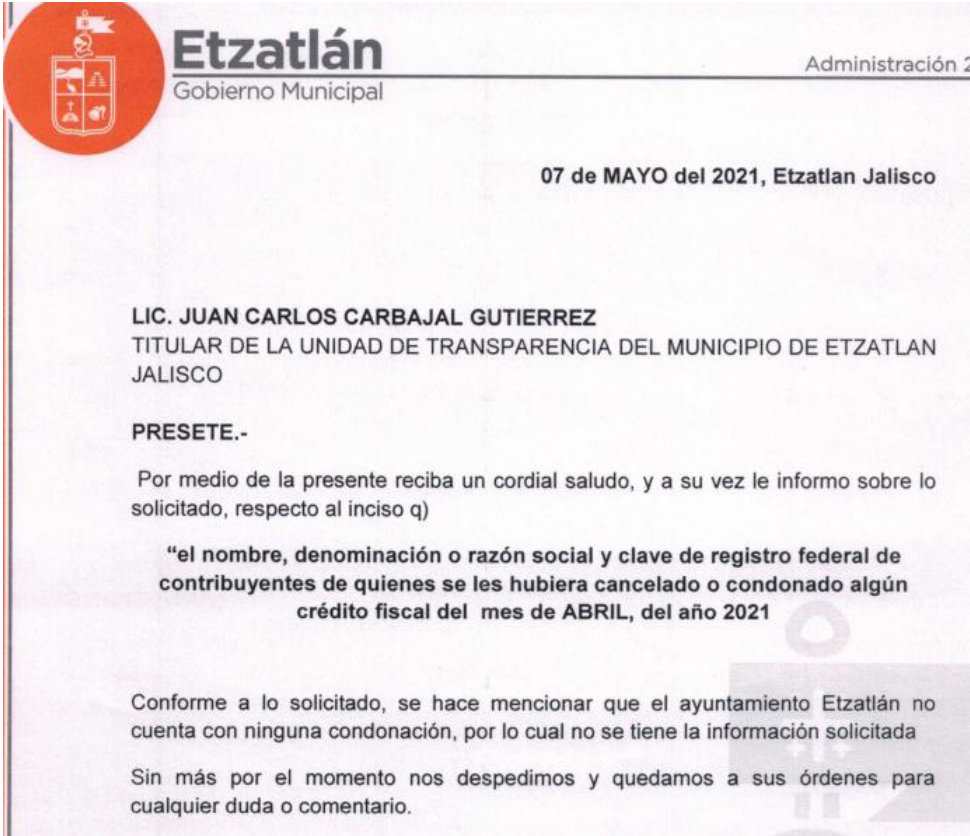 Etzatlán
Gobierno Municipal
Administración 2
07 de MAYO del 2021, Etzatlan Jalisco
LIC. JUAN CARLOS CARBAJAL GUTIERREZ
TITULAR DE LA UNIDAD DE TRANSPARENCIA DEL MUNICIPIO DE ETZATLAN
JALISCO
PRESETE.-
Por medio de la presente reciba un cordial saludo, y a su vez le informo sobre lo
solicitado, respecto al inciso q)
“el nombre, denominación o razón social y clave de registro federal de
contribuyentes de quienes se les hubiera cancelado o condonado algún
crédito fiscal del mes de ABRIL, del año 2021
Conforme a lo solicitado, se hace mencionar que el ayuntamiento Etzatlán no
cuenta con ninguna condonación, por lo cual no se tiene la información solicitada
Sin más por el momento nos despedimos y quedamos a sus órdenes para
cualquier duda o comentario.